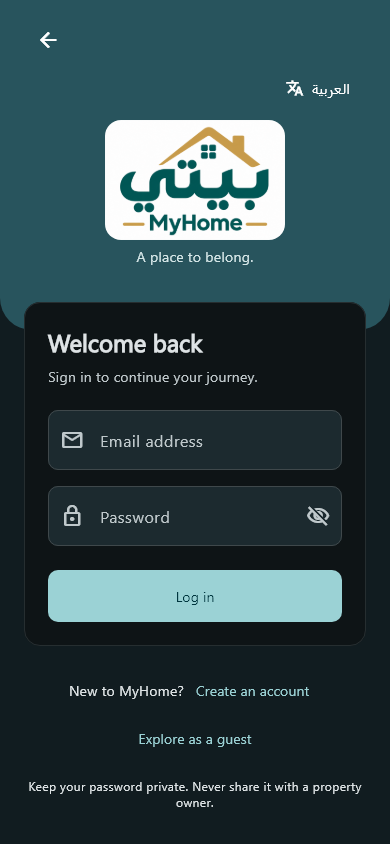 العربية
بيتي
MyHome
A place to belong.
Welcome back
Sign in to continue your journey.
Email address
Password
Log in
New to MyHome? Create an account
Explore as a guest
Keep your password private. Never share it with a property
owner.